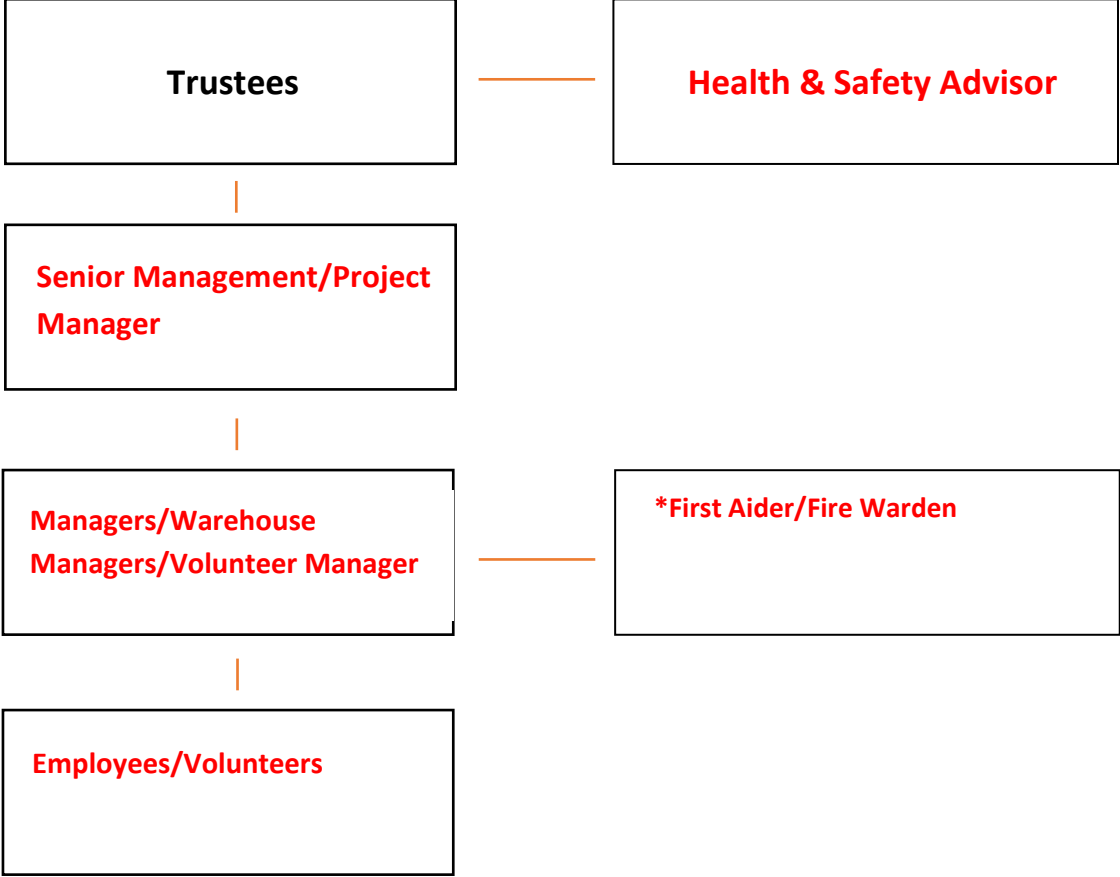 Trustees
Health & Safety Advisor
Senior Management/Project
Manager
Managers/Warehouse
Managers/Volunteer Manager
*First Aider/Fire Warden
Employees/Volunteers